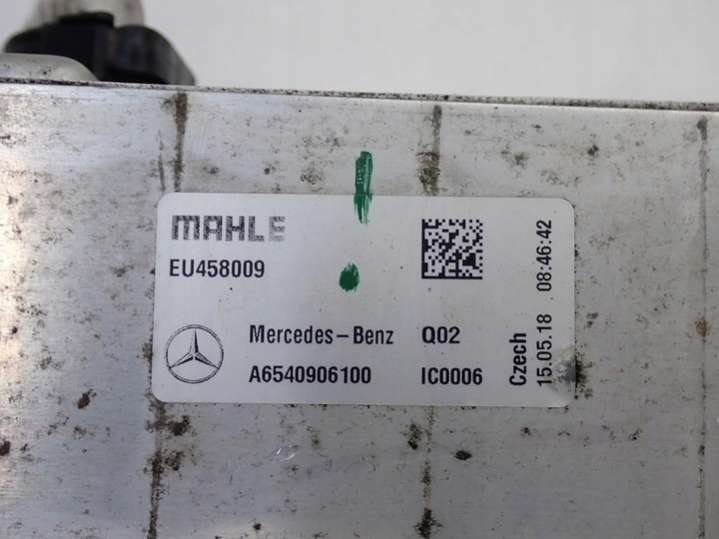 MAHLE
EU458009
Mercedes-Benz Q02
A6540906100 IC0006
Czech
15.05.18 08:46:42